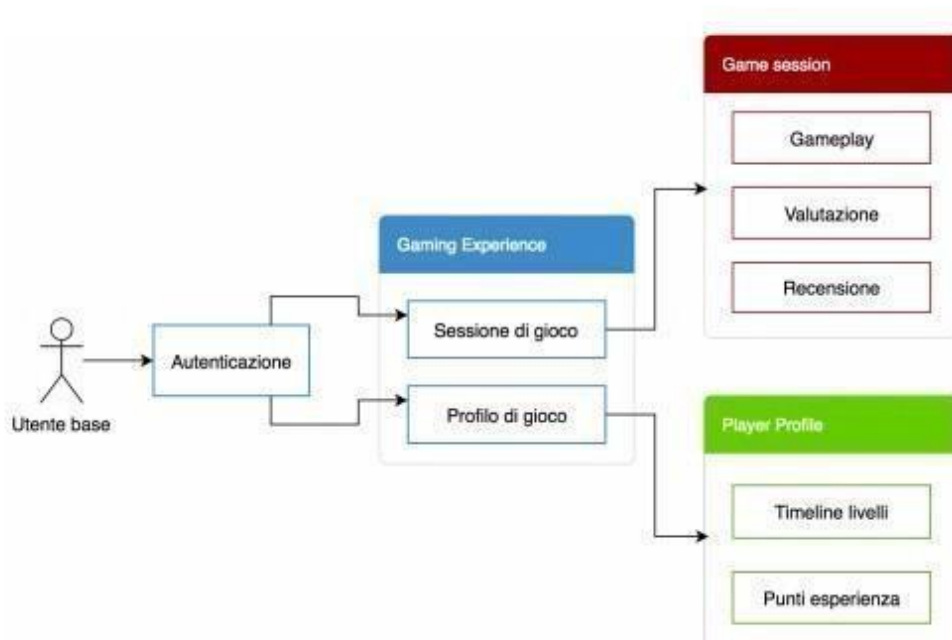 Game session
Gameplay
Valutazione
Recensione
Gaming Experience
Sessione di gioco
Profilo di gioco
Autenticazione
Utente base
Player Profile
Timeline livelli
Punti esperienza